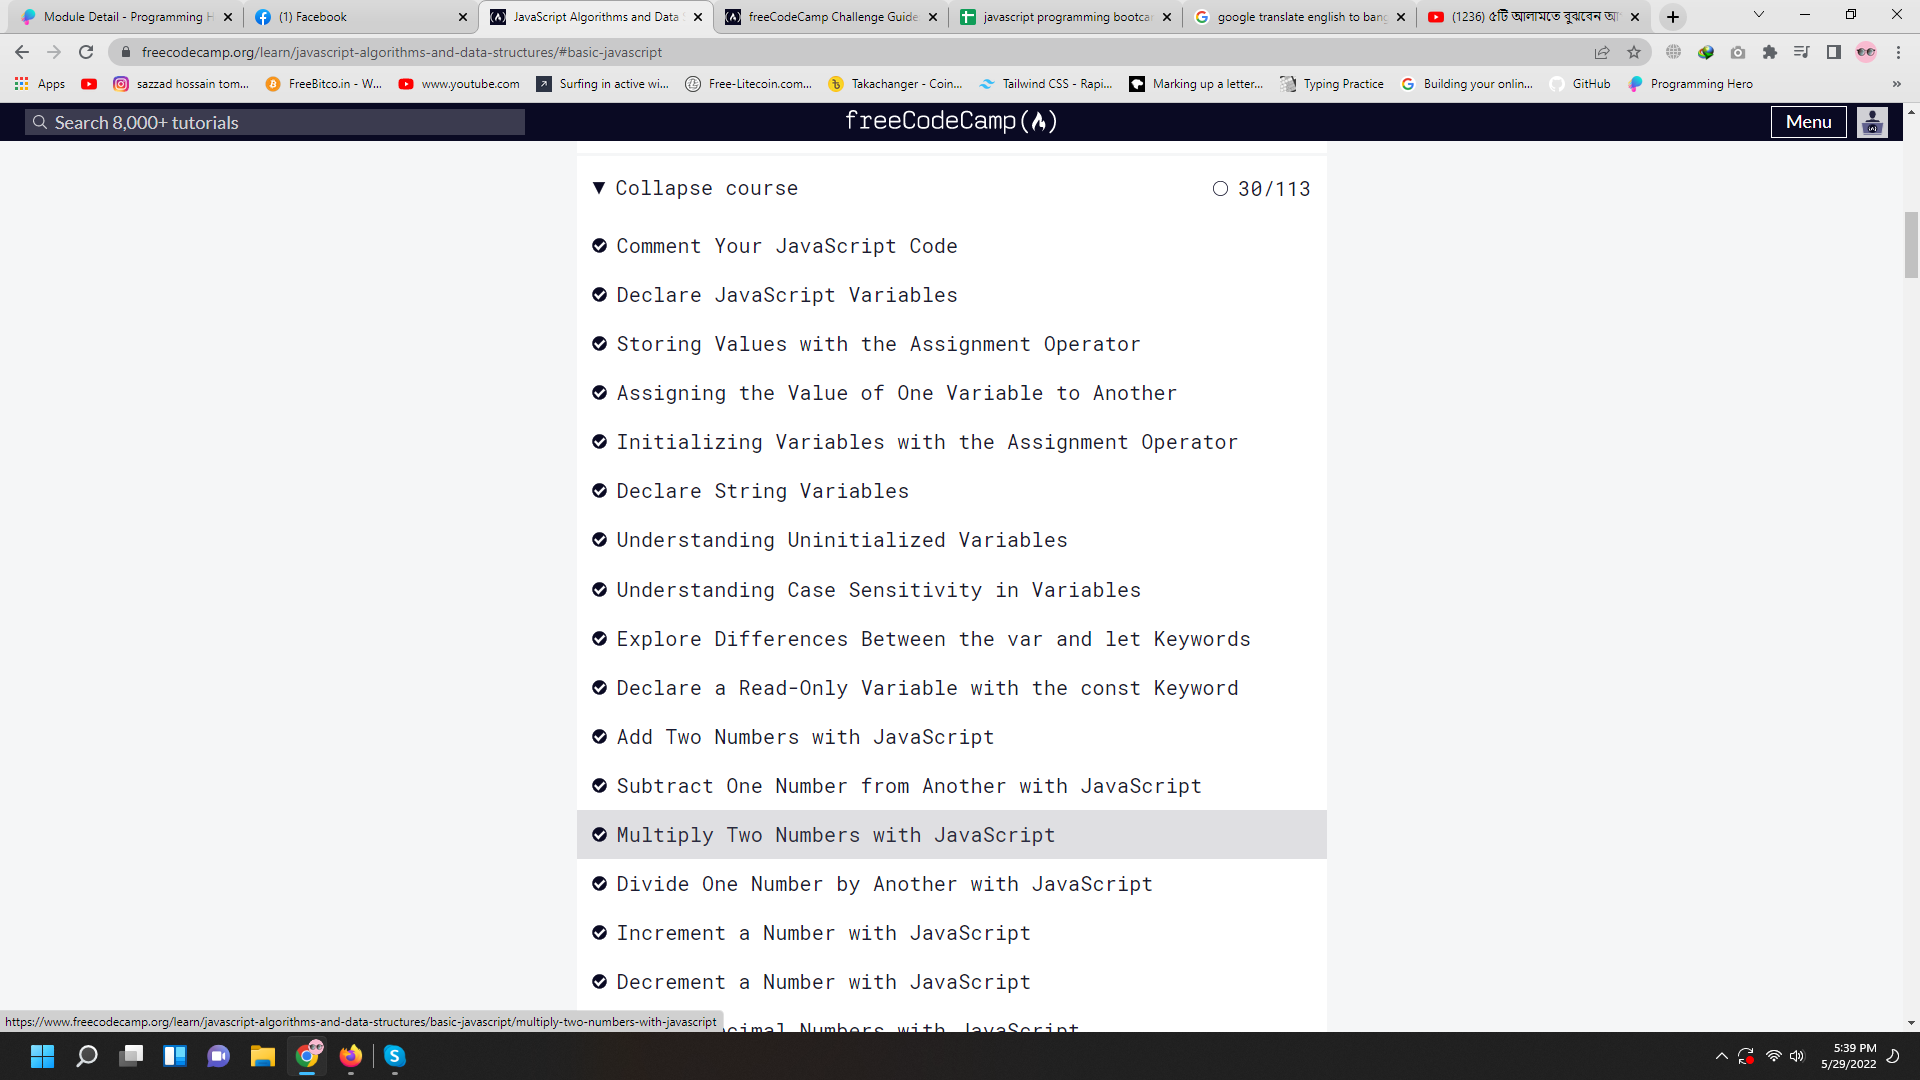 Module Detail - Programming H
(1) Facebook
JavaScript Algorithms and Data
freeCodeCamp Challenge Guide
javascript programming bootca
google translate english to bang
(1236) ৫টি আলামতে বুঝবেন আ
freecodecamp.org/learn/javascript-algorithms-and-data-structures/#basic-javascript
Apps
sazzad hossain tom...
FreeBitco.in - W...
www.youtube.com
Surfing in active wi...
Free-Litecoin.com...
Takachanger - Coin...
Tailwind CSS - Rapi...
Marking up a letter...
Typing Practice
Building your onlin...
GitHub
Programming Hero
»
Search 8,000+ tutorials
freeCodeCamp
Menu
Collapse course
30/113
Comment Your JavaScript Code
Declare JavaScript Variables
Storing Values with the Assignment Operator
Assigning the Value of One Variable to Another
Initializing Variables with the Assignment Operator
Declare String Variables
Understanding Uninitialized Variables
Understanding Case Sensitivity in Variables
Explore Differences Between the var and let Keywords
Declare a Read-Only Variable with the const Keyword
Add Two Numbers with JavaScript
Subtract One Number from Another with JavaScript
Multiply Two Numbers with JavaScript
Divide One Number by Another with JavaScript
Increment a Number with JavaScript
Decrement a Number with JavaScript
Numbers with JavaScript
https://www.freecodecamp.org/learn/javascript-algorithms-and-data-structures/basic-javascript/multiply-two-numbers-with-javascript
5:39 PM
5/29/2022